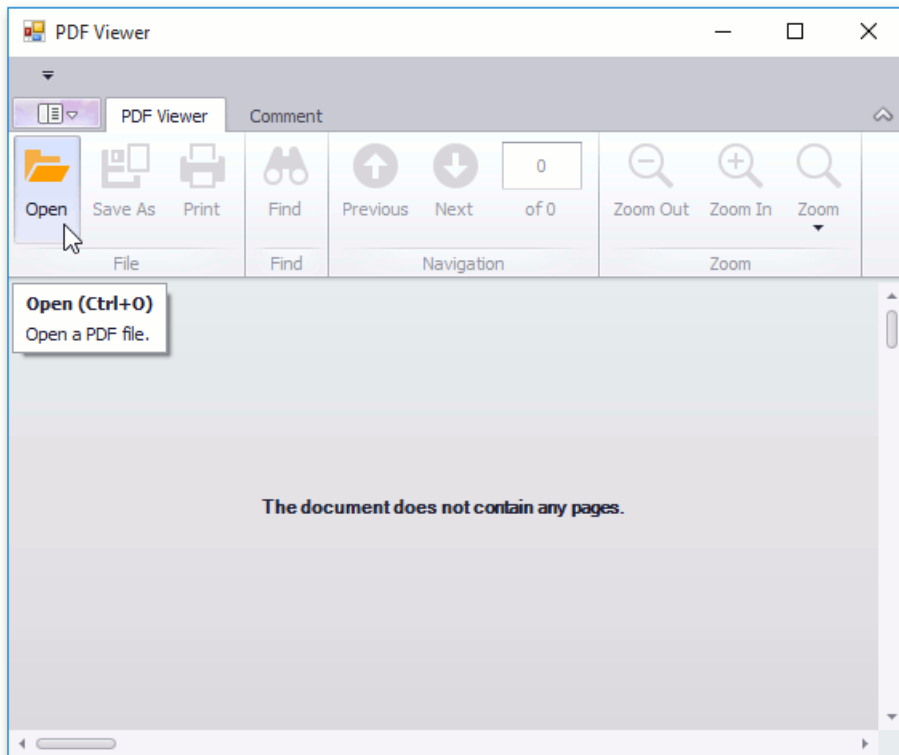 PDF Viewer
PDF Viewer Comment
0
Open Save As Print Find Previous Next of 0 Zoom Out Zoom In Zoom
File Find Navigation Zoom
Open (Ctrl+O)
Open a PDF file.
The document does not contain any pages.